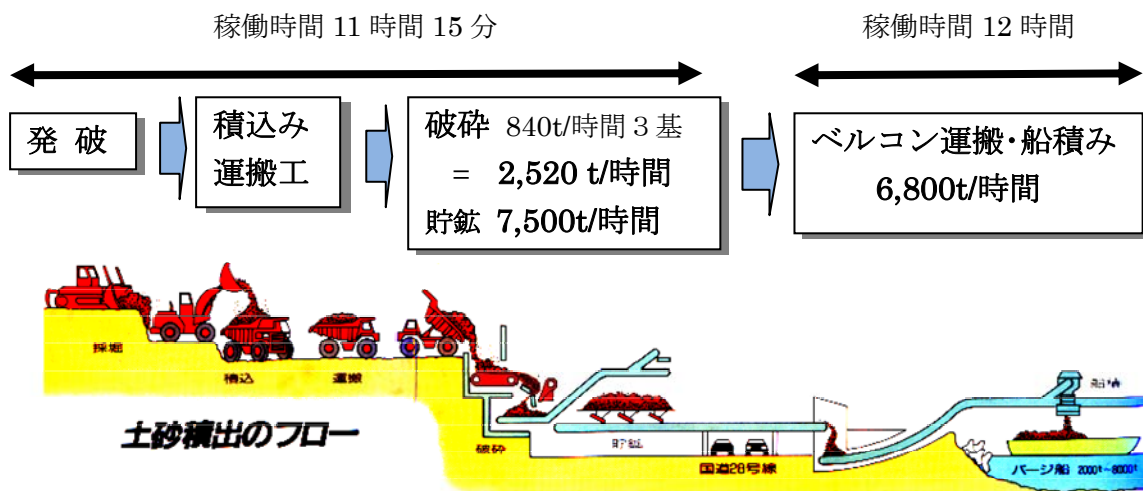 稼働時間 11 時間 15 分
稼働時間 12 時間
発 破
積込み
運搬工
破砕 840t/時間 3 基
= 2,520 t/時間
貯鉱 7,500t/時間
ベルコン運搬・船積み
6,800t/時間
採掘
積込
運搬
土砂積出のフロー
破砕
貯鉱
国道28号線
船積
バージ船 2000t~8000t